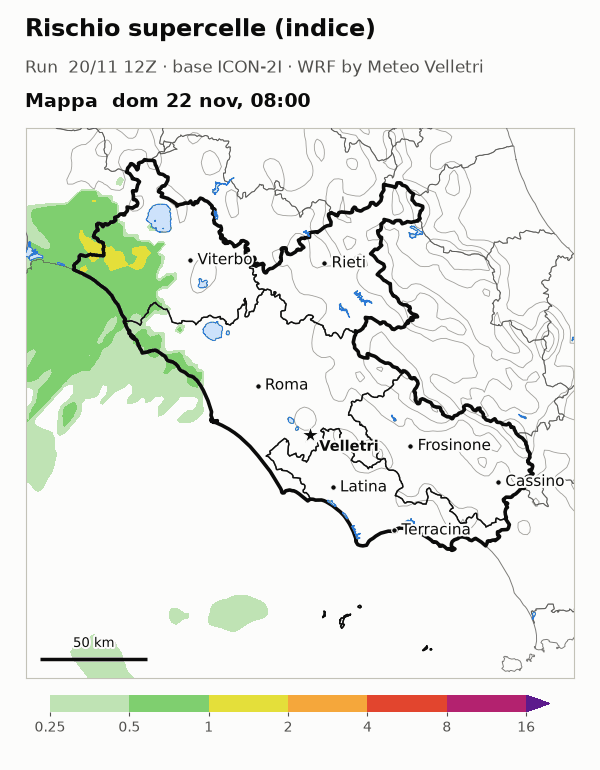 Rischio supercelle (indice)
Run  20/11 12Z · base ICON-2I · WRF by Meteo Velletri
Mappa  dom 22 nov, 08:00
Viterbo
Rieti
Roma
Velletri
Frosinone
Latina
Cassino
Terracina
50 km
0.25 0.5 1 2 4 8 16